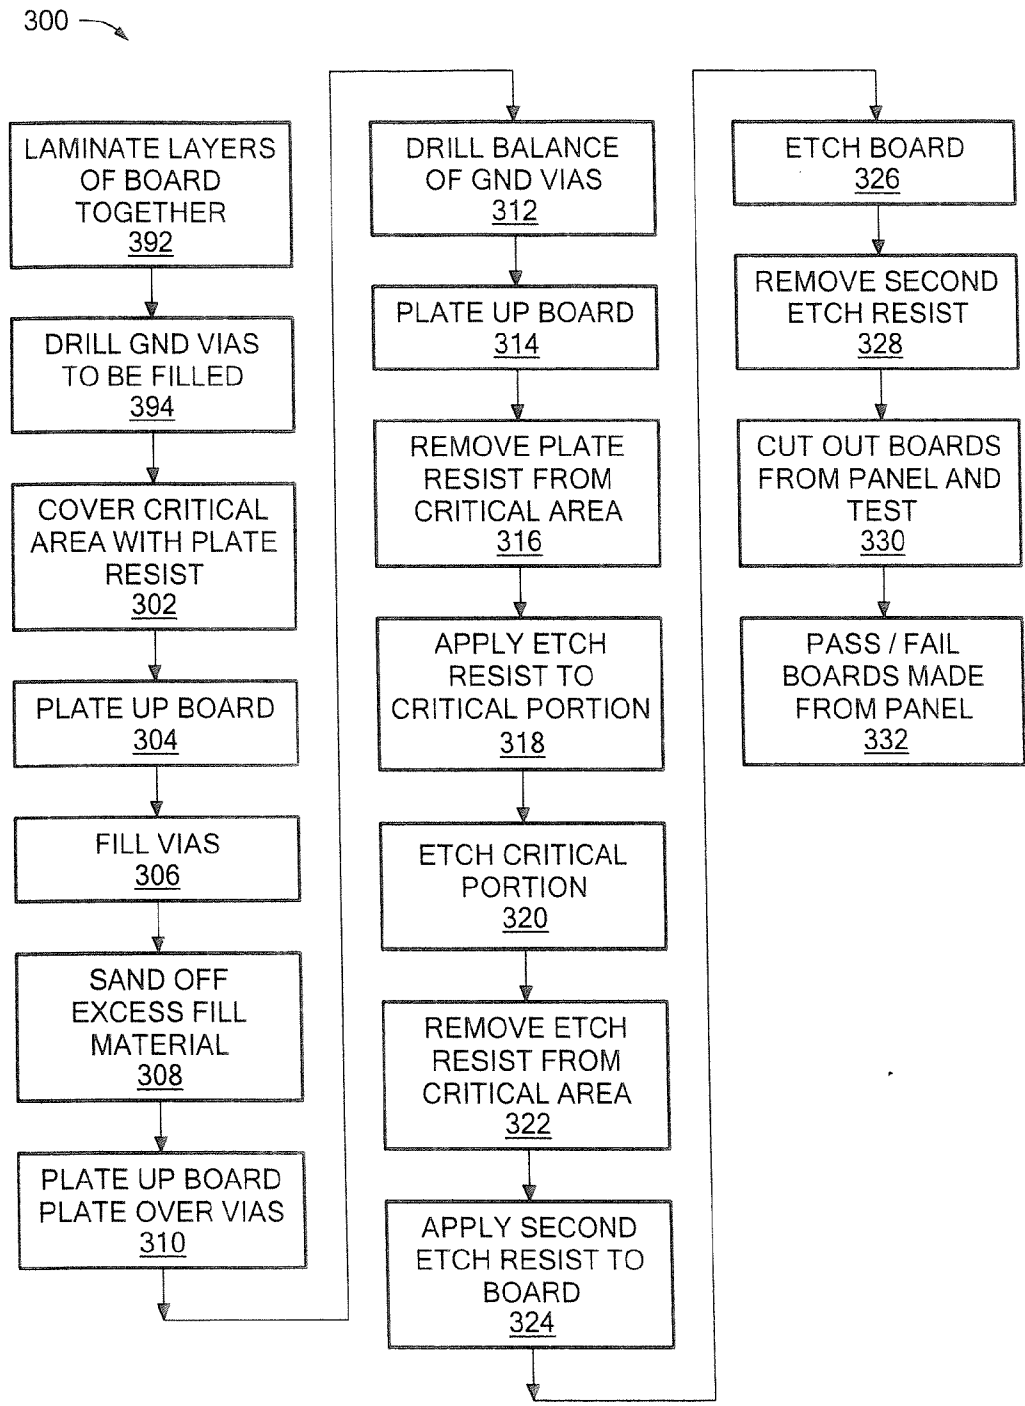 300
LAMINATE LAYERS
OF BOARD
TOGETHER
392
DRILL GND VIAS
TO BE FILLED
394
COVER CRITICAL
AREA WITH PLATE
RESIST
302
PLATE UP BOARD
304
FILL VIAS
306
SAND OFF
EXCESS FILL
MATERIAL
308
PLATE UP BOARD
PLATE OVER VIAS
310
DRILL BALANCE
OF GND VIAS
312
PLATE UP BOARD
314
REMOVE PLATE
RESIST FROM
CRITICAL AREA
316
APPLY ETCH
RESIST TO
CRITICAL PORTION
318
ETCH CRITICAL
PORTION
320
REMOVE ETCH
RESIST FROM
CRITICAL AREA
322
APPLY SECOND
ETCH RESIST TO
BOARD
324
ETCH BOARD
326
REMOVE SECOND
ETCH RESIST
328
CUT OUT BOARDS
FROM PANEL AND
TEST
330
PASS / FAIL
BOARDS MADE
FROM PANEL
332